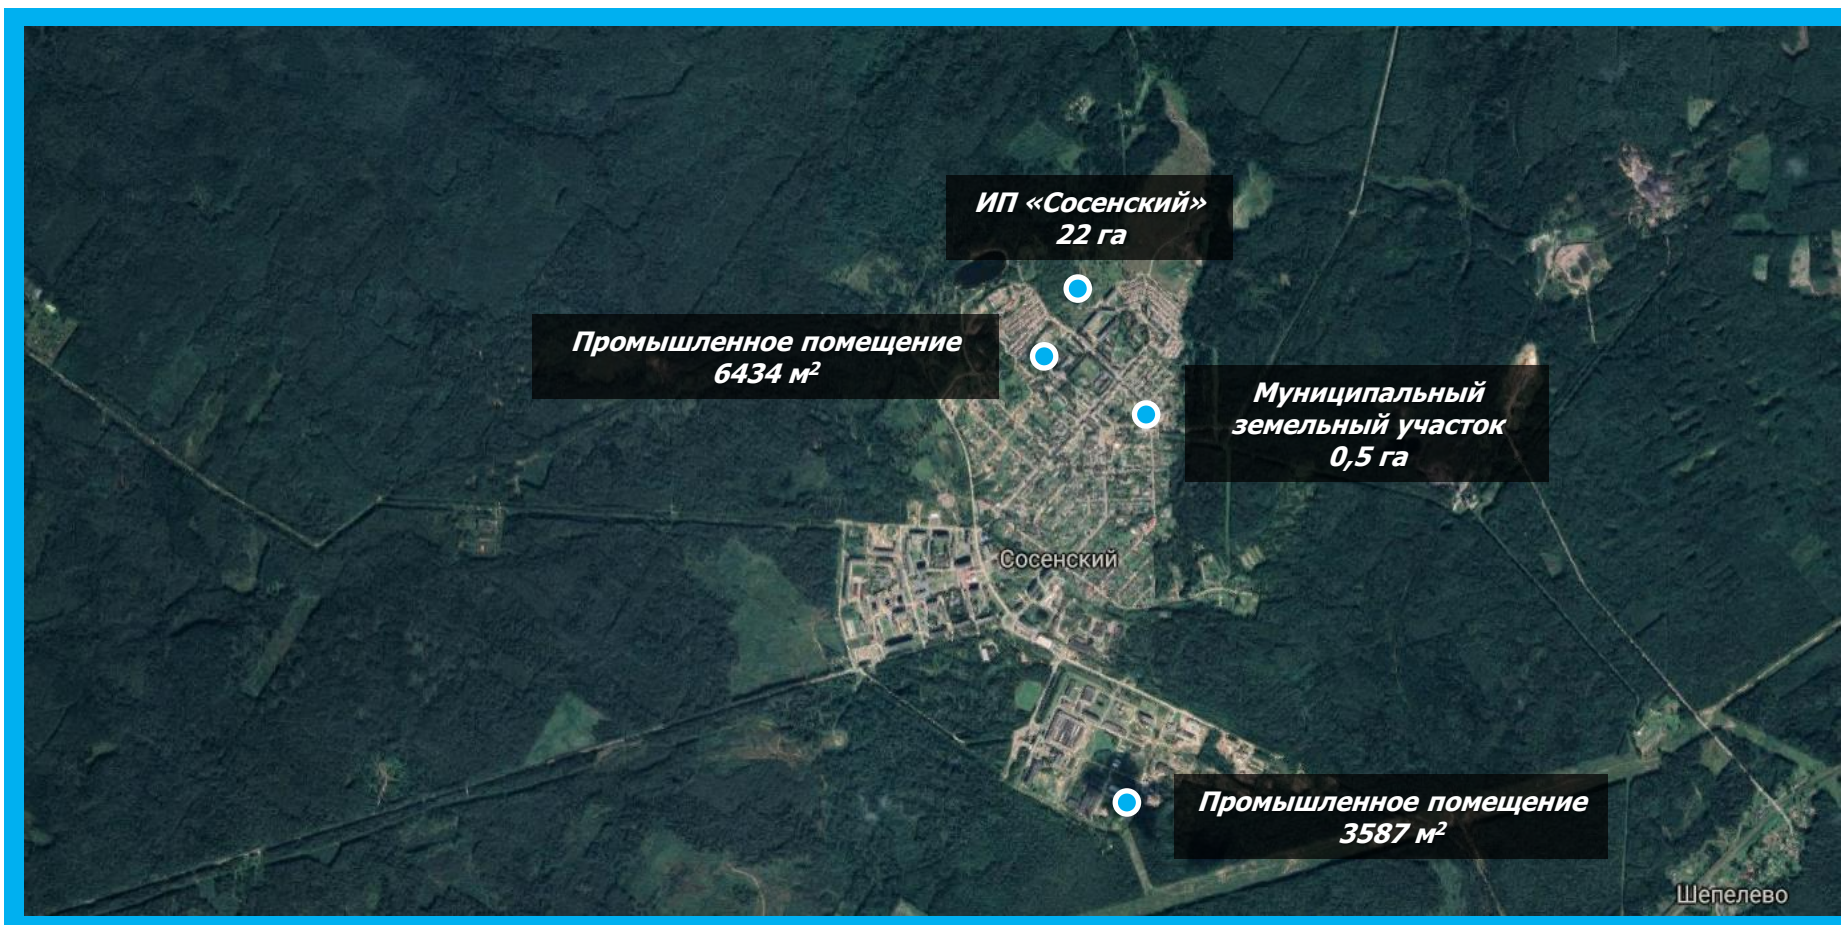 ИП «Сосенский»
22 га
Промышленное помещение
6434 м²
Муниципальный
земельный участок
0,5 га
Сосенский
Промышленное помещение
3587 м²
Шепелево